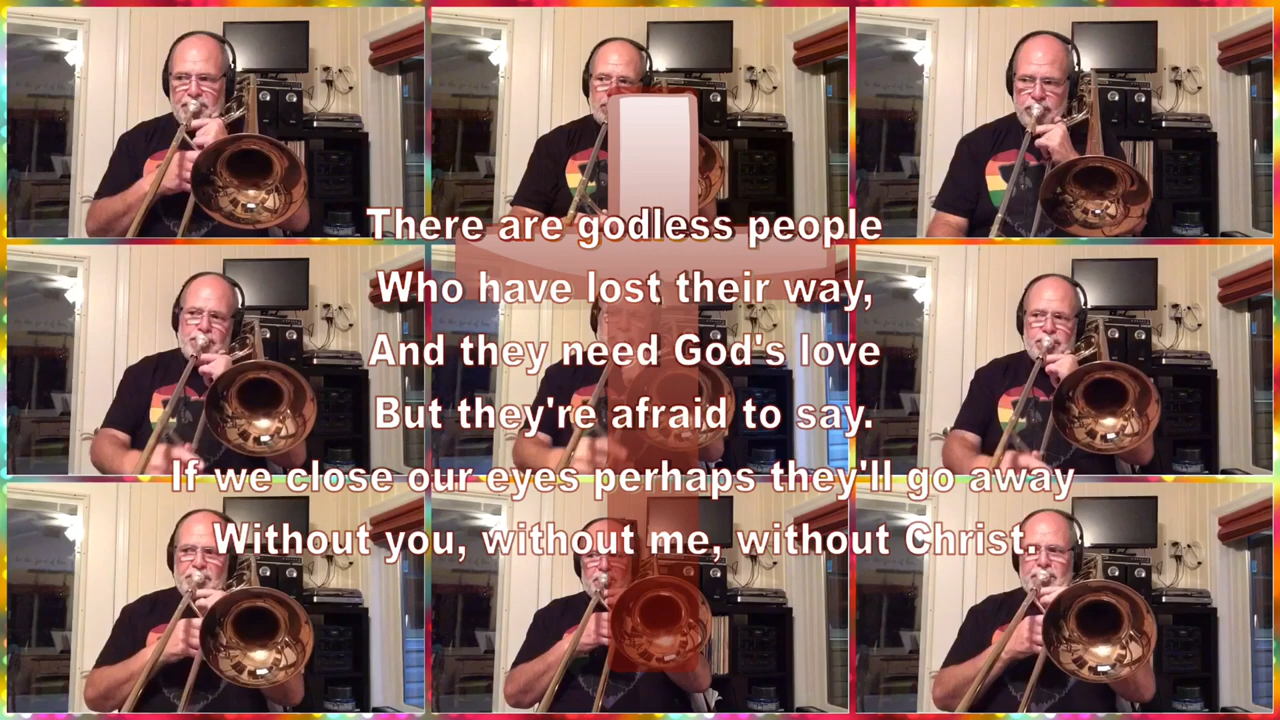 There are godless people
Who have lost their way,
And they need God's love
But they're afraid to say.
If we close our eyes perhaps they'll go away
Without you, without me, without Christ.